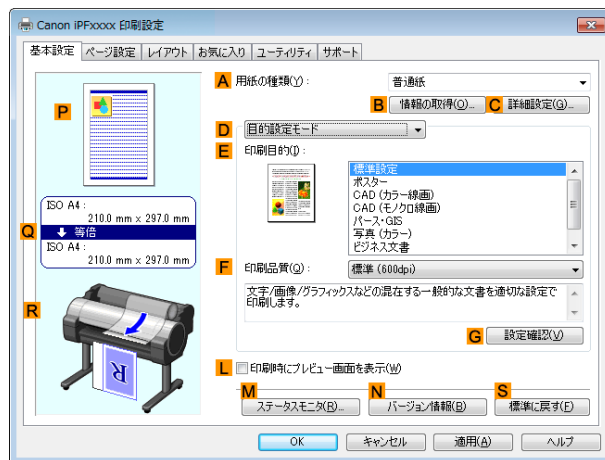 Canon iPFxxxx 印刷設定
基本設定 ページ設定 レイアウト お気に入り ユーティリティ サポート
A 用紙の種類(Y): 普通紙
B 情報の取得(O)... C 詳細設定(G)...
P
D 目的設定モード
E 印刷目的(I):
標準設定
ポスター
CAD (カラー線画)
CAD (モノクロ線画)
パース・GIS
写真 (カラー)
ビジネス文書
ISO A4 :
210.0 mm x 297.0 mm
Q 等倍
ISO A4 :
210.0 mm x 297.0 mm
F 印刷品質(Q): 標準 (600dpi)
文字/画像/グラフィックスなどの混在する一般的な文書を適切な設定で
印刷します。
R
R
G 設定確認(V)
L 印刷時にプレビュー画面を表示(W)
M N S
ステータスモニタ(R)... バージョン情報(B) 標準に戻す(F)
OK キャンセル 適用(A) ヘルプ